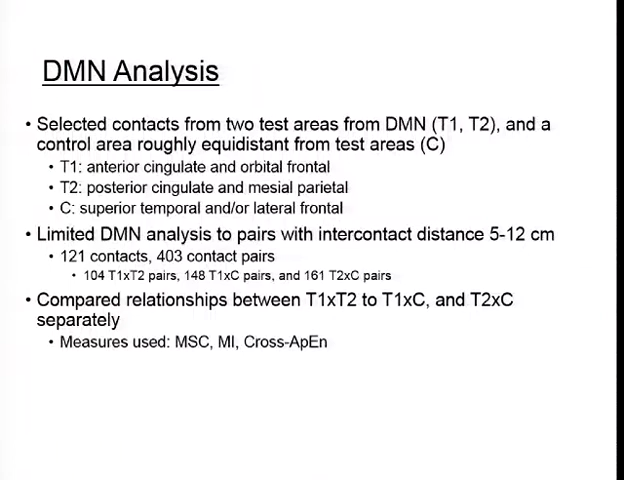 DMN Analysis
• Selected contacts from two test areas from DMN (T1, T2), and a
control area roughly equidistant from test areas (C)
• T1: anterior cingulate and orbital frontal
• T2: posterior cingulate and mesial parietal
• C: superior temporal and/or lateral frontal
• Limited DMN analysis to pairs with intercontact distance 5-12 cm
• 121 contacts, 403 contact pairs
• 104 T1xT2 pairs, 148 T1xC pairs, and 161 T2xC pairs
• Compared relationships between T1xT2 to T1xC, and T2xC
separately
• Measures used: MSC, MI, Cross-ApEn